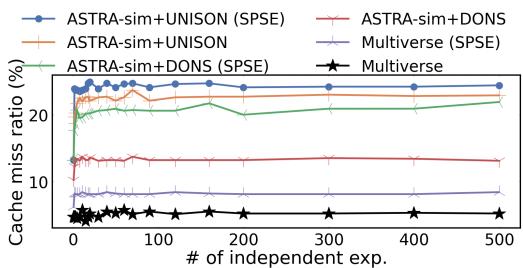 ASTRA-sim+UNISON (SPSE)
ASTRA-sim+UNISON
ASTRA-sim+DONS (SPSE)
ASTRA-sim+DONS
Multiverse (SPSE)
Multiverse
Cache miss ratio (%)
20
10
0 100 200 300 400 500
# of independent exp.